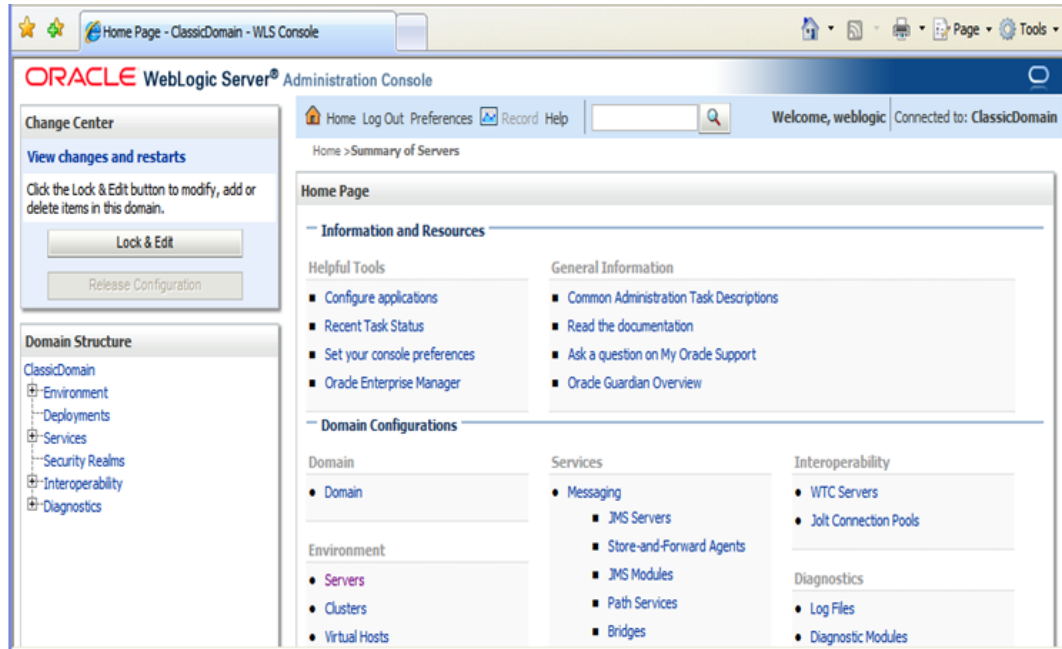 Home Page - ClassicDomain - WLS Console
Page
Tools
ORACLE WebLogic Server® Administration Console
Change Center
View changes and restarts
Click the Lock & Edit button to modify, add or
delete items in this domain.
Lock & Edit
Release Configuration
Domain Structure
ClassicDomain
Environment
Deployments
Services
Security Realms
Interoperability
Diagnostics
Home Log Out Preferences Record Help
Welcome, weblogic Connected to: ClassicDomain
Home >Summary of Servers
Home Page
Information and Resources
Helpful Tools
Configure applications
Recent Task Status
Set your console preferences
Oracle Enterprise Manager
General Information
Common Administration Task Descriptions
Read the documentation
Ask a question on My Oracle Support
Oracle Guardian Overview
Domain Configurations
Domain
Domain
Environment
Servers
Clusters
Virtual Hosts
Services
Messaging
JMS Servers
Store-and-Forward Agents
JMS Modules
Path Services
Bridges
Interoperability
WTC Servers
Jolt Connection Pools
Diagnostics
Log Files
Diagnostic Modules